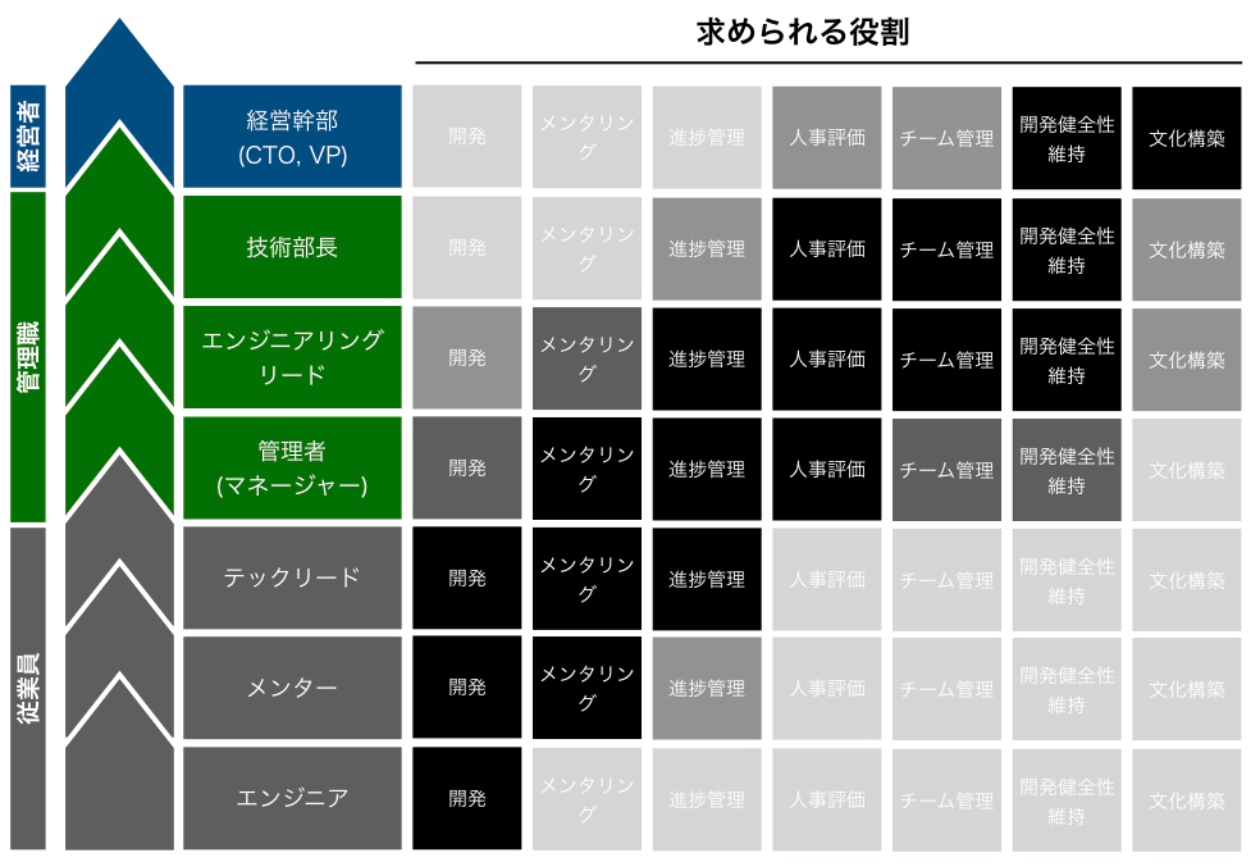 求められる役割
経営者
経営幹部
(CTO, VP)
開発
メンタリン
グ
進捗管理
人事評価
チーム管理
開発健全性
維持
文化構築
管理職
技術部長
開発
メンタリン
グ
進捗管理
人事評価
チーム管理
開発健全性
維持
文化構築
エンジニアリング
リード
開発
メンタリン
グ
進捗管理
人事評価
チーム管理
開発健全性
維持
文化構築
管理者
(マネージャー)
開発
メンタリン
グ
進捗管理
人事評価
チーム管理
開発健全性
維持
文化構築
従業員
テックリード
開発
メンタリン
グ
進捗管理
人事評価
チーム管理
開発健全性
維持
文化構築
メンター
開発
メンタリン
グ
進捗管理
人事評価
チーム管理
開発健全性
維持
文化構築
エンジニア
開発
メンタリン
グ
進捗管理
人事評価
チーム管理
開発健全性
維持
文化構築